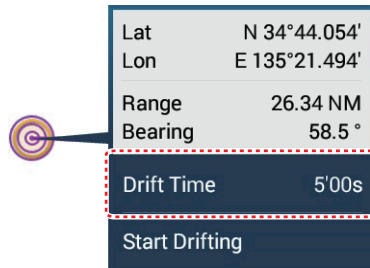 Lat N 34°44.054'
Lon E 135°21.494'
Range 26.34 NM
Bearing 58.5 °
Drift Time 5'00s
Start Drifting